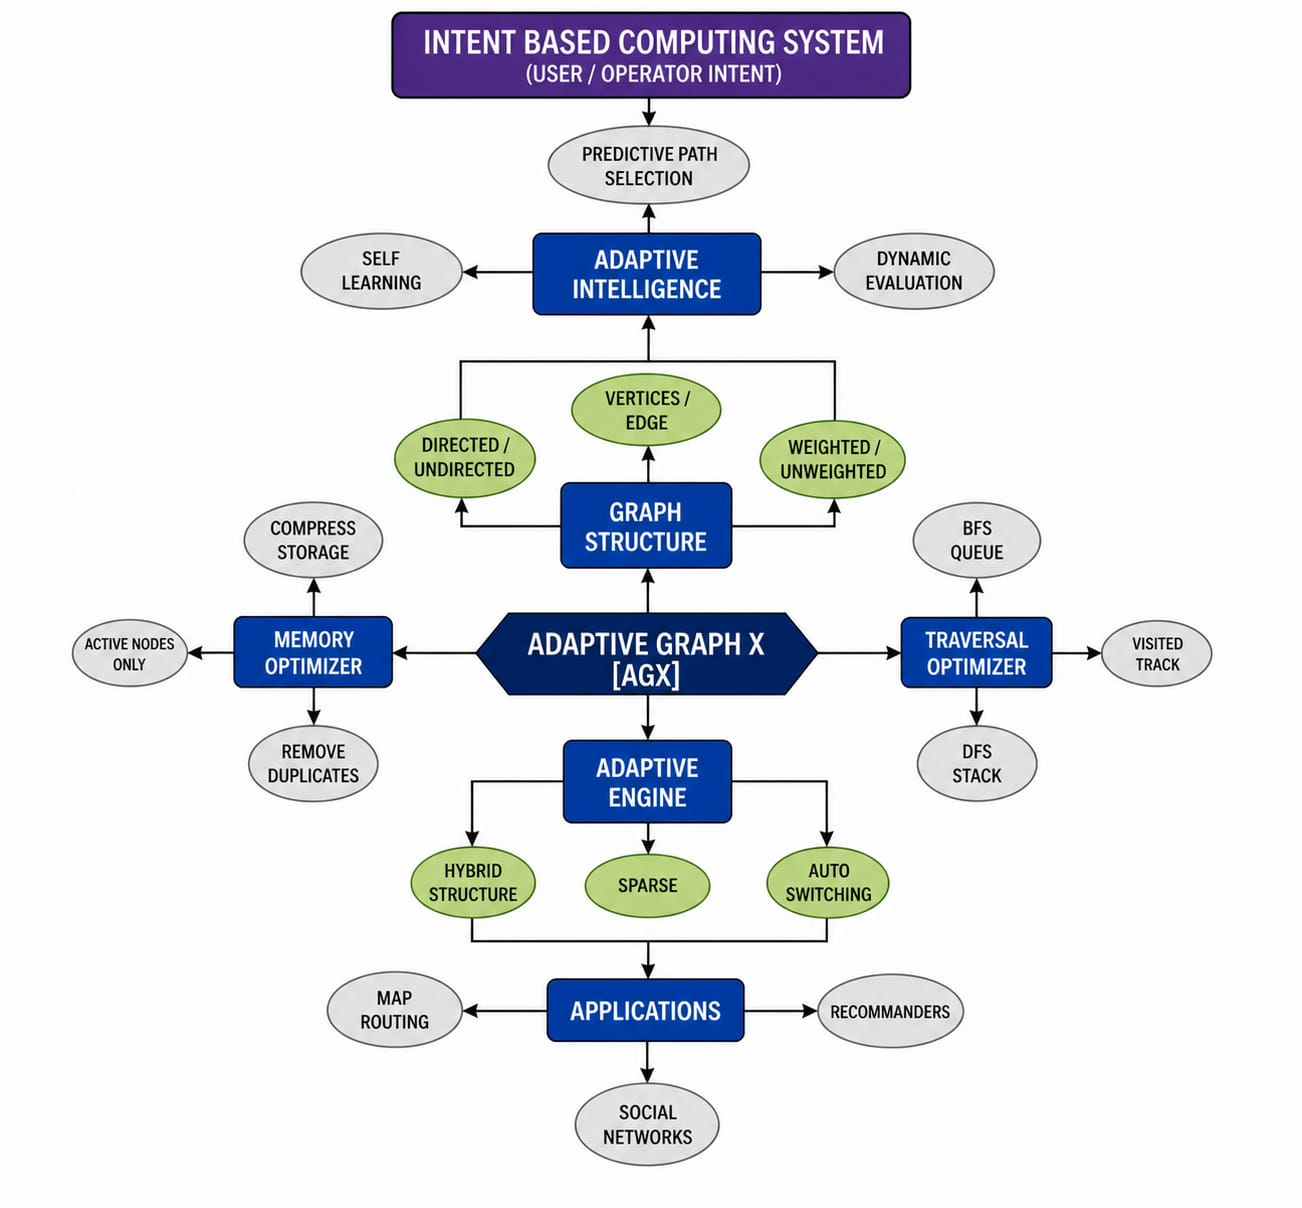 INTENT BASED COMPUTING SYSTEM
(USER / OPERATOR INTENT)
PREDICTIVE PATH
SELECTION
SELF
LEARNING
ADAPTIVE
INTELLIGENCE
DYNAMIC
EVALUATION
VERTICES /
EDGE
DIRECTED /
UNDIRECTED
WEIGHTED /
UNWEIGHTED
GRAPH
STRUCTURE
COMPRESS
STORAGE
BFS
QUEUE
ACTIVE NODES
ONLY
MEMORY
OPTIMIZER
ADAPTIVE GRAPH X
[AGX]
TRAVERSAL
OPTIMIZER
VISITED
TRACK
REMOVE
DUPLICATES
ADAPTIVE
ENGINE
DFS
STACK
HYBRID
STRUCTURE
SPARSE
AUTO
SWITCHING
MAP
ROUTING
APPLICATIONS
RECOMMANDERS
SOCIAL
NETWORKS